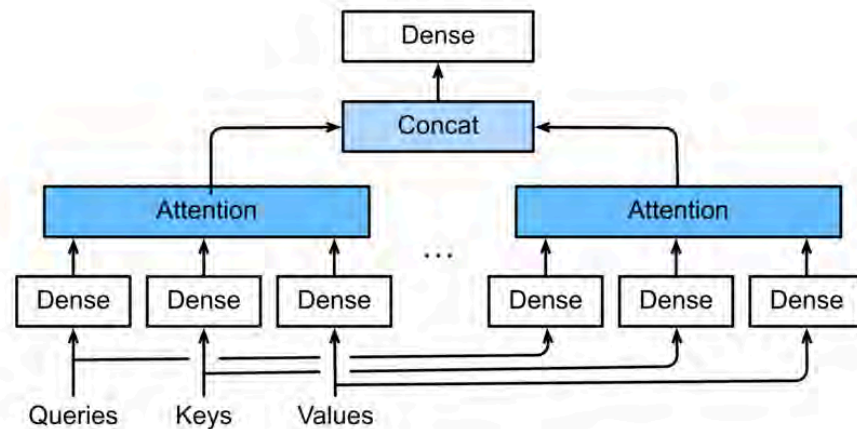 Dense
Concat
Attention Attention
...
Dense Dense Dense Dense Dense Dense
Queries Keys Values